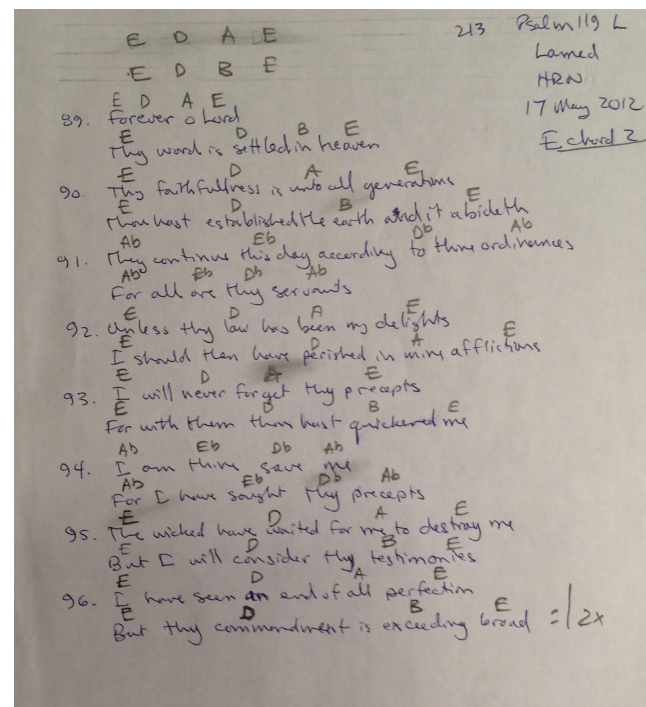 E D A E
E D B E
213 Psalm 119 L
Lamed
HRN
17 May 2012
E chord 2
E D A E
89. Forever o Lord
E D B E
Thy word is settled in heaven
E D A E
90. Thy faithfullness is unto all generations
E D B E
Thou hast established the earth and it abideth
Ab Eb Db Ab
91. They continue this day according to thine ordinances
Ab Eb Db Ab
For all are thy servants
E D A E
92. Unless thy law has been my delights
E D A E
I should then have perished in mine afflictions
E D A E
93. I will never forget thy precepts
E D B E
For with them thou hast quickened me
Ab Eb Db Ab
94. I am thine save me
Ab Eb Db Ab
For I have sought thy precepts
E D A E
95. The wicked have waited for me to destroy me
E D B E
But I will consider thy testimonies
E D A E
96. I have seen an end of all perfection
E D B E
But thy commandment is exceeding broad =| 2x